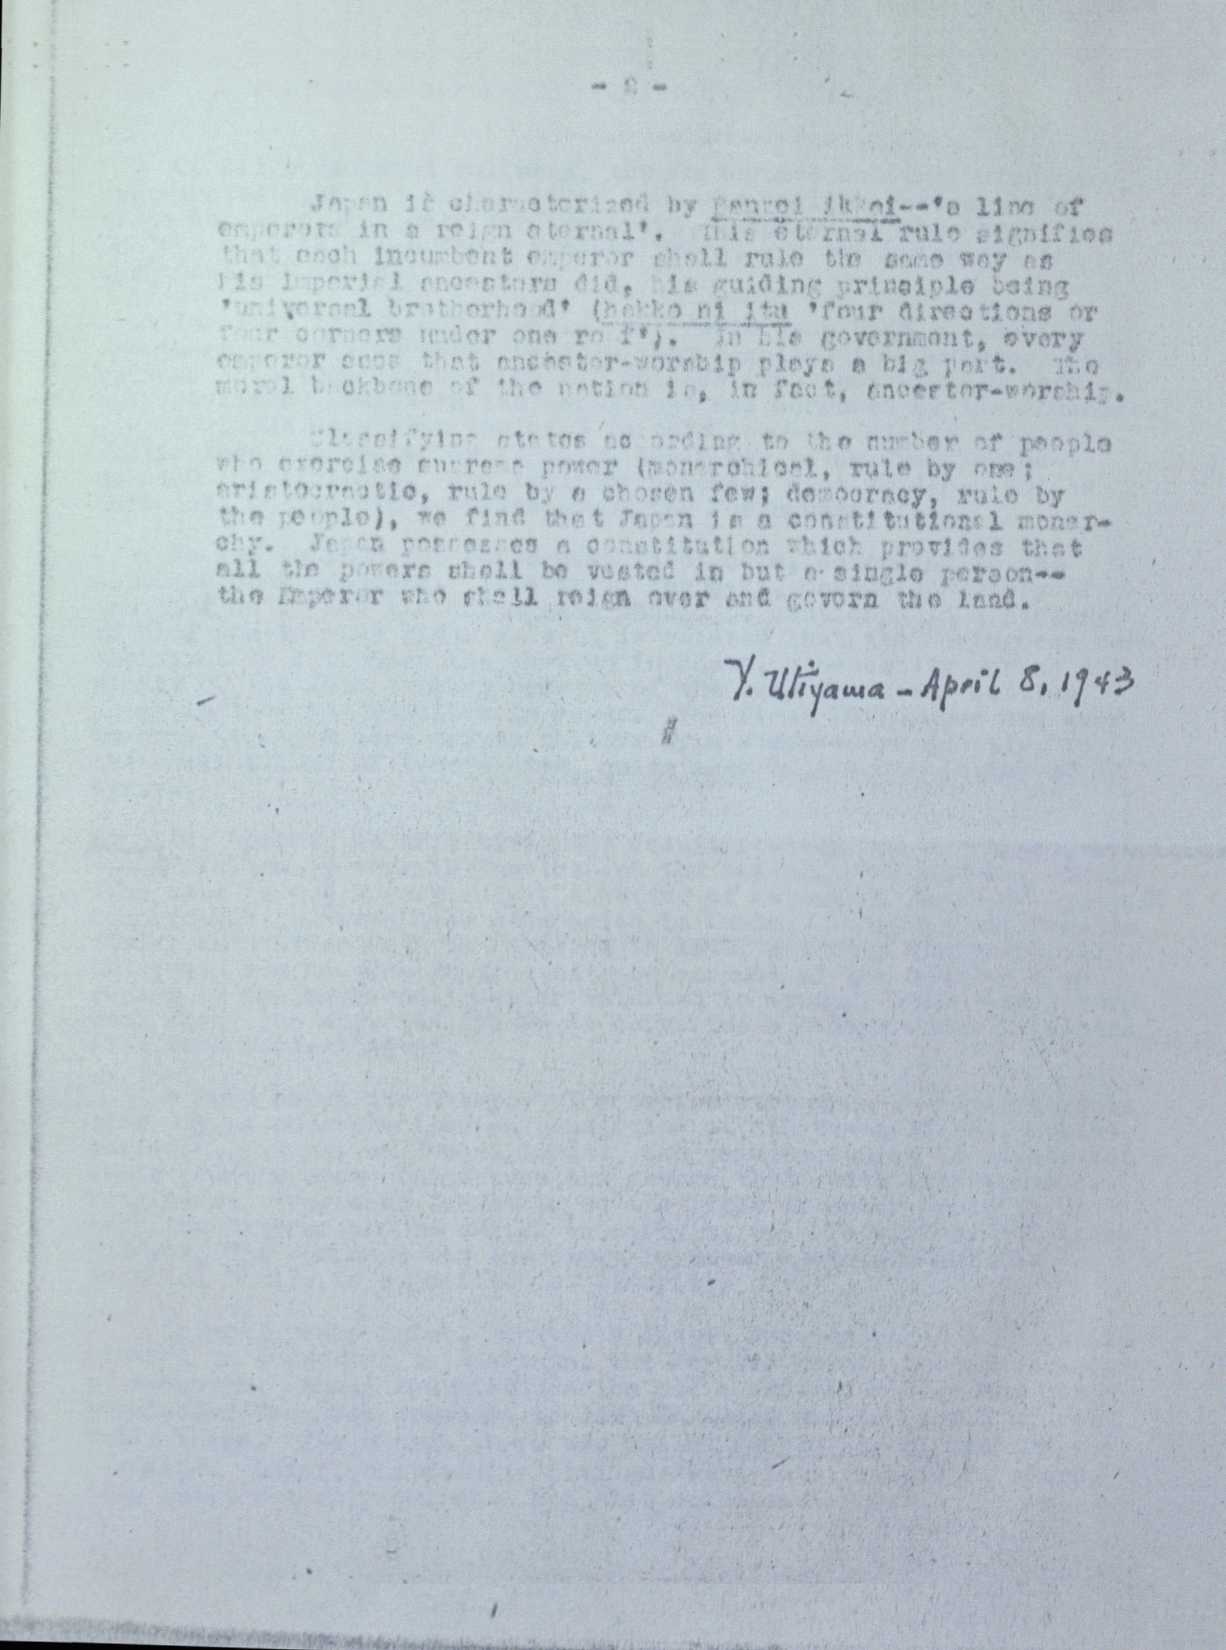 - 2 -
Japan is characterized by bansei ikkei--'a line of
emperors in a reign eternal'. This eternal rule signifies
that each incumbent emperor shall rule the same way as
his imperial ancestors did, his guiding principle being
'universal brotherhood' (hakko ni itu 'four directions or
four corners under one roof'). In his government, every
emperor sees that ancestor-worship plays a big part. The
moral backbone of the nation is, in fact, ancestor-worship.
Classifying states according to the number of people
who exercise supreme power (monarchical, rule by one;
aristocractic, rule by a chosen few; democracy, rule by
the people), we find that Japan is a constitutional monar-
chy. Japan possesses a constitution which provides that
all the powers shall be vested in but a single person--
the Emperor who shall reign over and govern the land.
Y. Utiyama - April 8, 1943
#